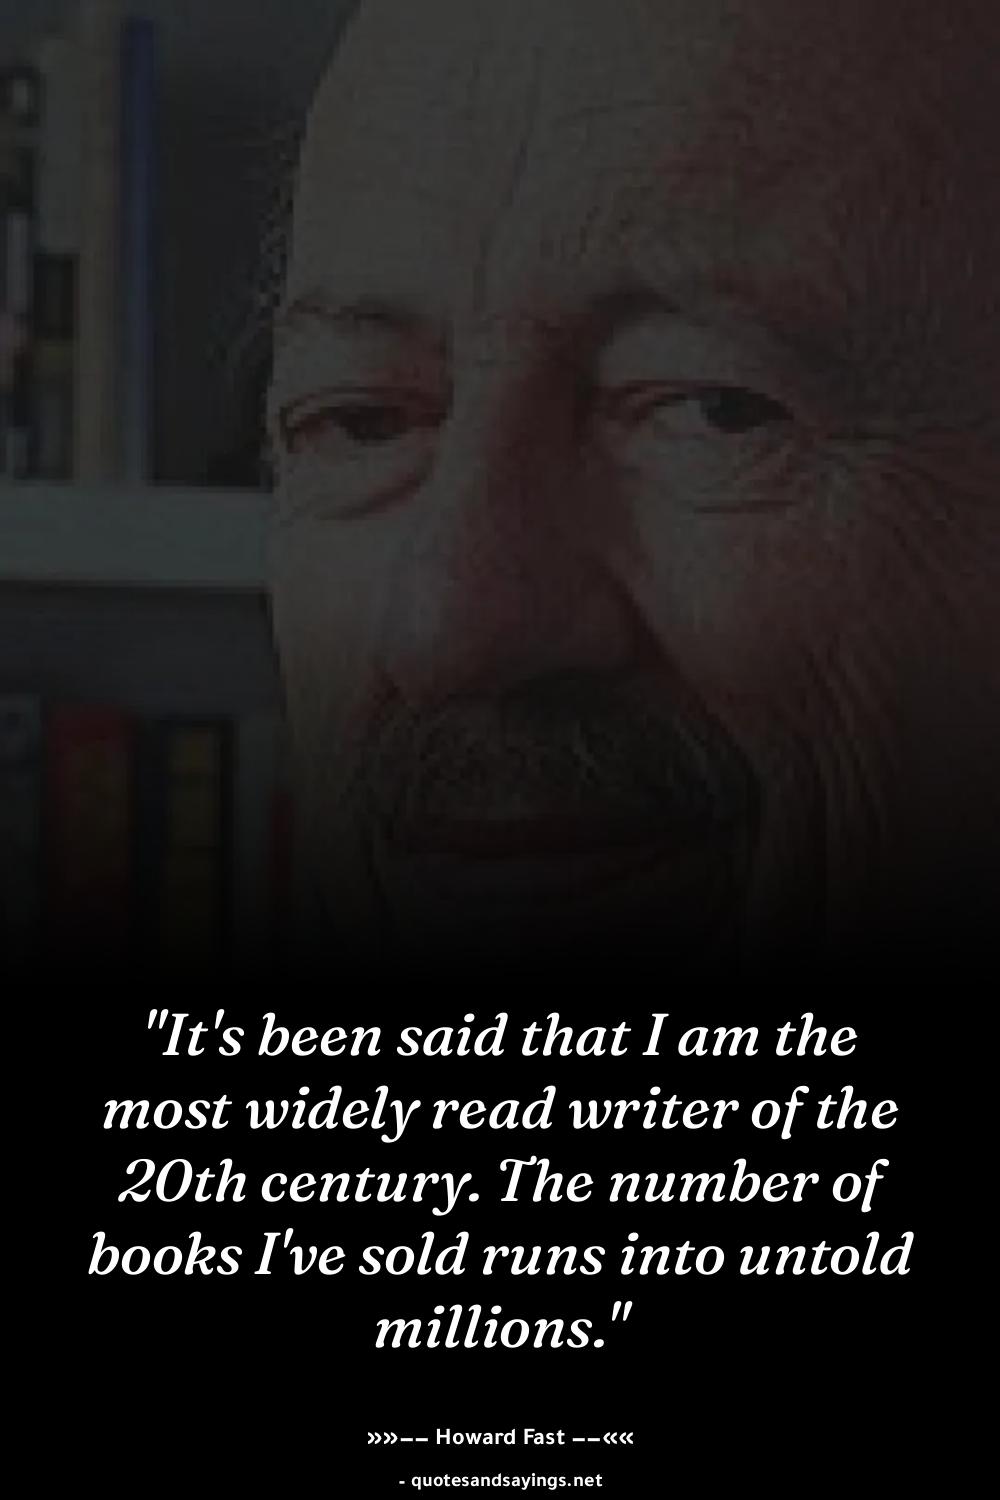 "It's been said that I am the
most widely read writer of the
20th century. The number of
books I've sold runs into untold
millions."
»»–– Howard Fast ––««
- quotesandsayings.net